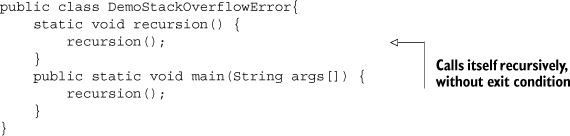 public class DemoStackOverflowError{
    static void recursion() {
        recursion();
    }
    public static void main(String args[]) {
        recursion();
    }
}
Calls itself recursively,
without exit condition